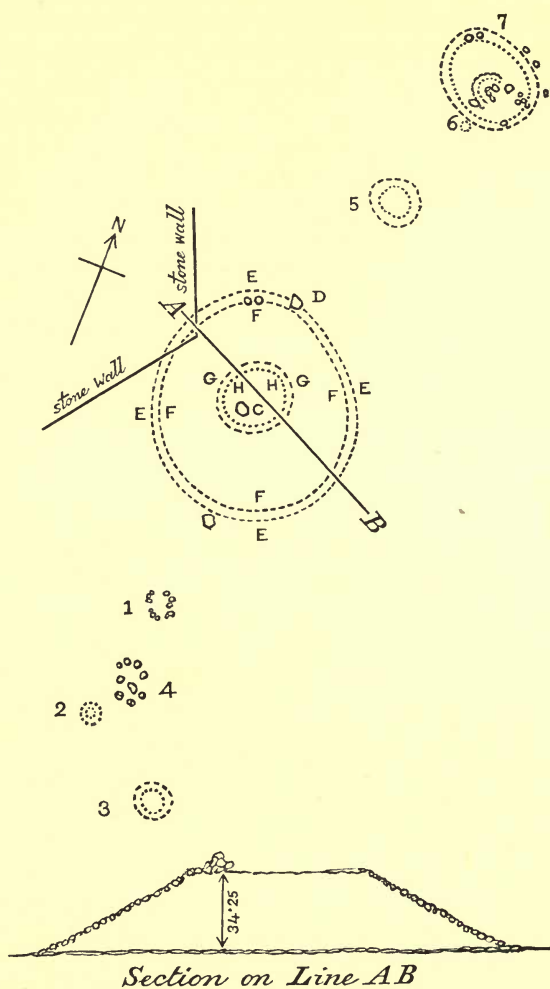 7
6
5
N
stone wall
stone wall
A
E
D
F
G H H G
C
E F F E
F
E
B
1
4
2
3
34·25
Section on Line AB